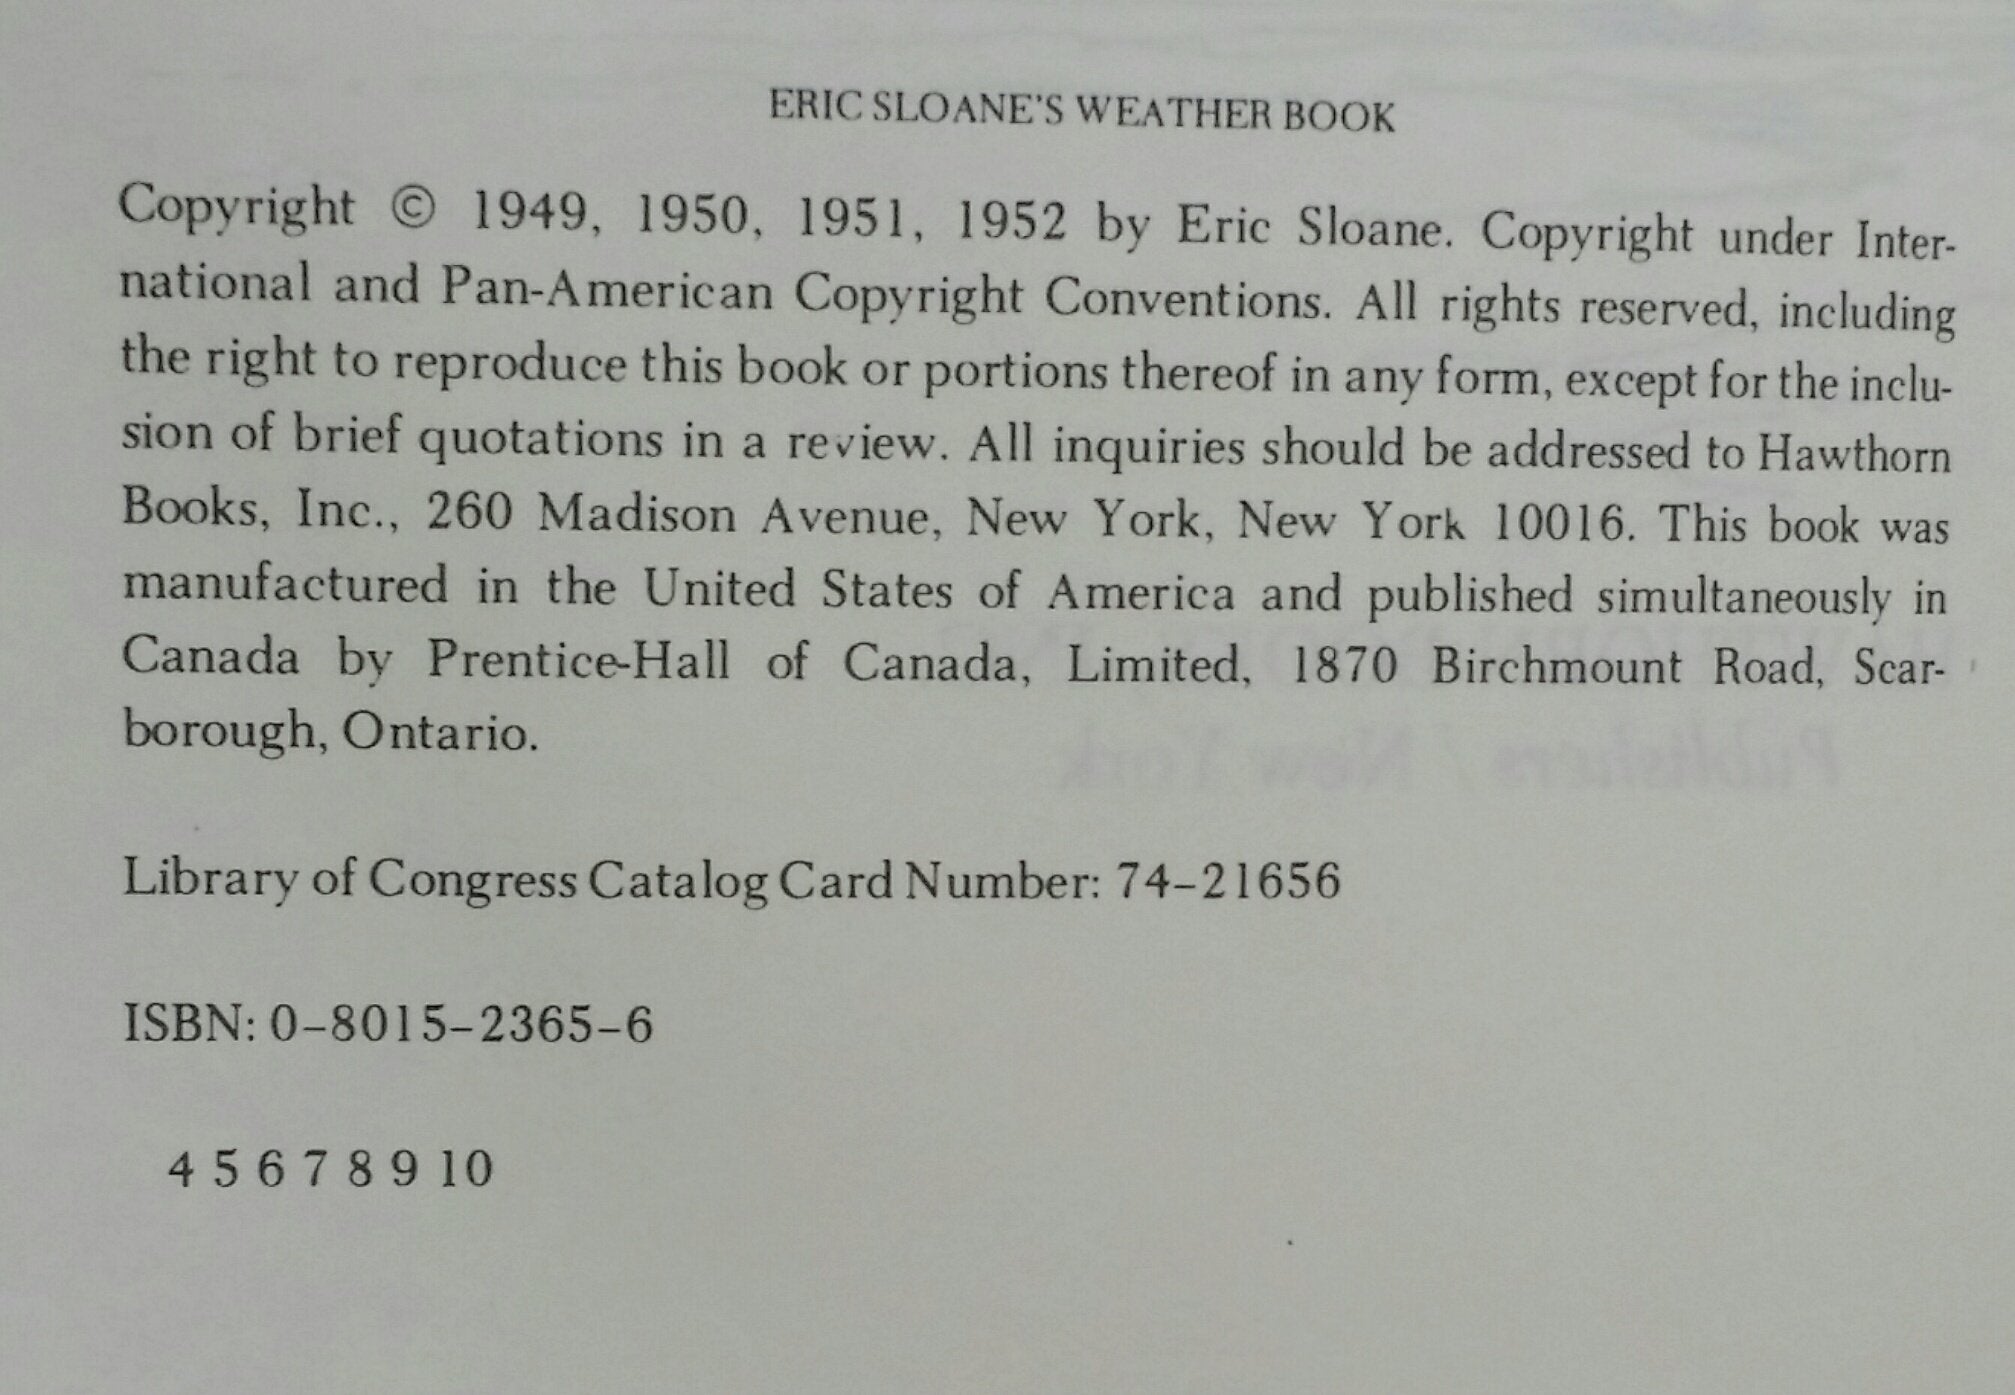 ERIC SLOANE'S WEATHER BOOK
Copyright © 1949, 1950, 1951, 1952 by Eric Sloane. Copyright under Inter-
national and Pan-American Copyright Conventions. All rights reserved, including
the right to reproduce this book or portions thereof in any form, except for the inclu-
sion of brief quotations in a review. All inquiries should be addressed to Hawthorn
Books, Inc., 260 Madison Avenue, New York, New York 10016. This book was
manufactured in the United States of America and published simultaneously in
Canada by Prentice-Hall of Canada, Limited, 1870 Birchmount Road, Scar-
borough, Ontario.
Library of Congress Catalog Card Number: 74-21656
ISBN: 0-8015-2365-6
4 5 6 7 8 9 10